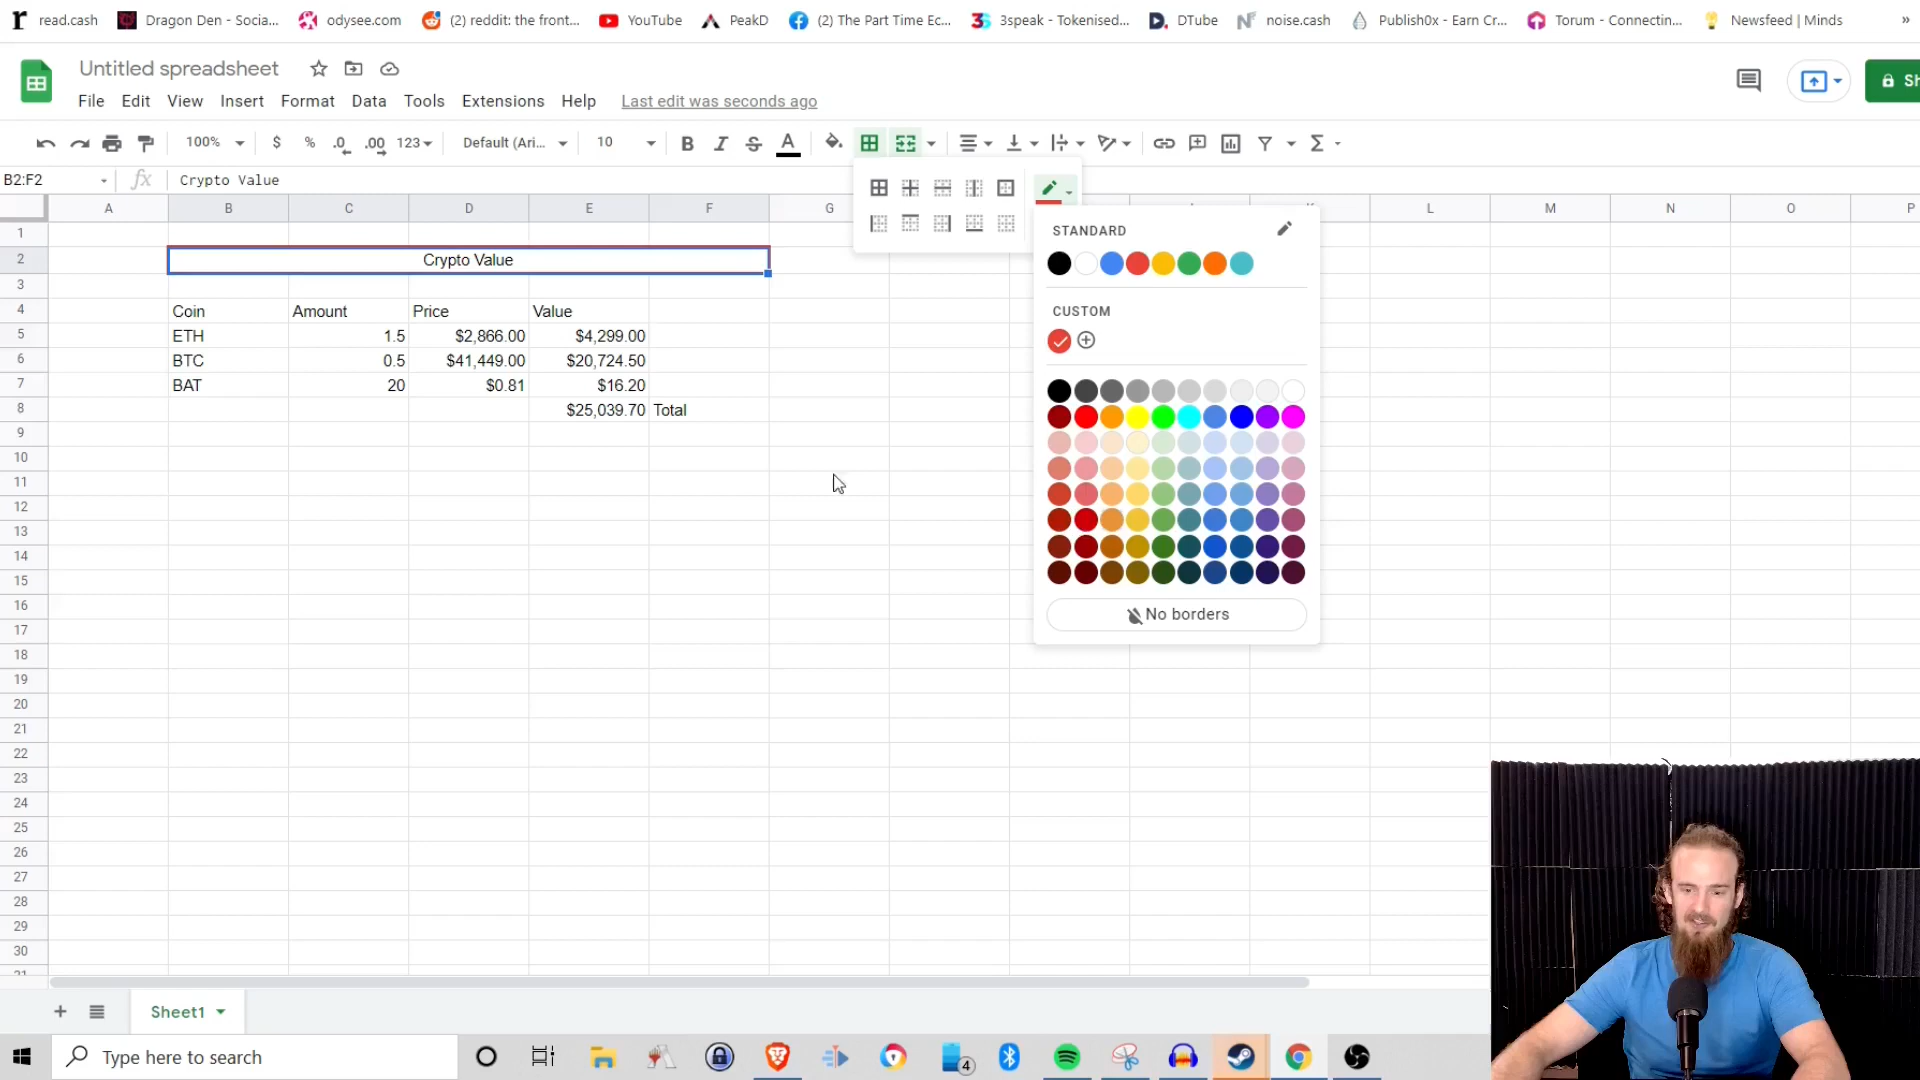 read.cash Dragon Den - Socia... odysee.com (2) reddit: the front... YouTube PeakD (2) The Part Time Ec... 3speak - Tokenised... DTube noise.cash Publish0x - Earn Cr... Torum - Connectin... Newsfeed | Minds »
Untitled spreadsheet
File Edit View Insert Format Data Tools Extensions Help Last edit was seconds ago
Sh
100% $ % .0 .00 123 Default (Ari... 10 B I S A Σ
B2:F2 fx Crypto Value
A B C D E F G L M N O P
1
2 Crypto Value
3
4 Coin Amount Price Value
5 ETH 1.5 $2,866.00 $4,299.00
6 BTC 0.5 $41,449.00 $20,724.50
7 BAT 20 $0.81 $16.20
8 $25,039.70 Total
9
10
11
12
13
14
15
16
17
18
19
20
21
22
23
24
25
26
27
28
29
30
STANDARD
CUSTOM
No borders
+ Sheet1
Type here to search
4